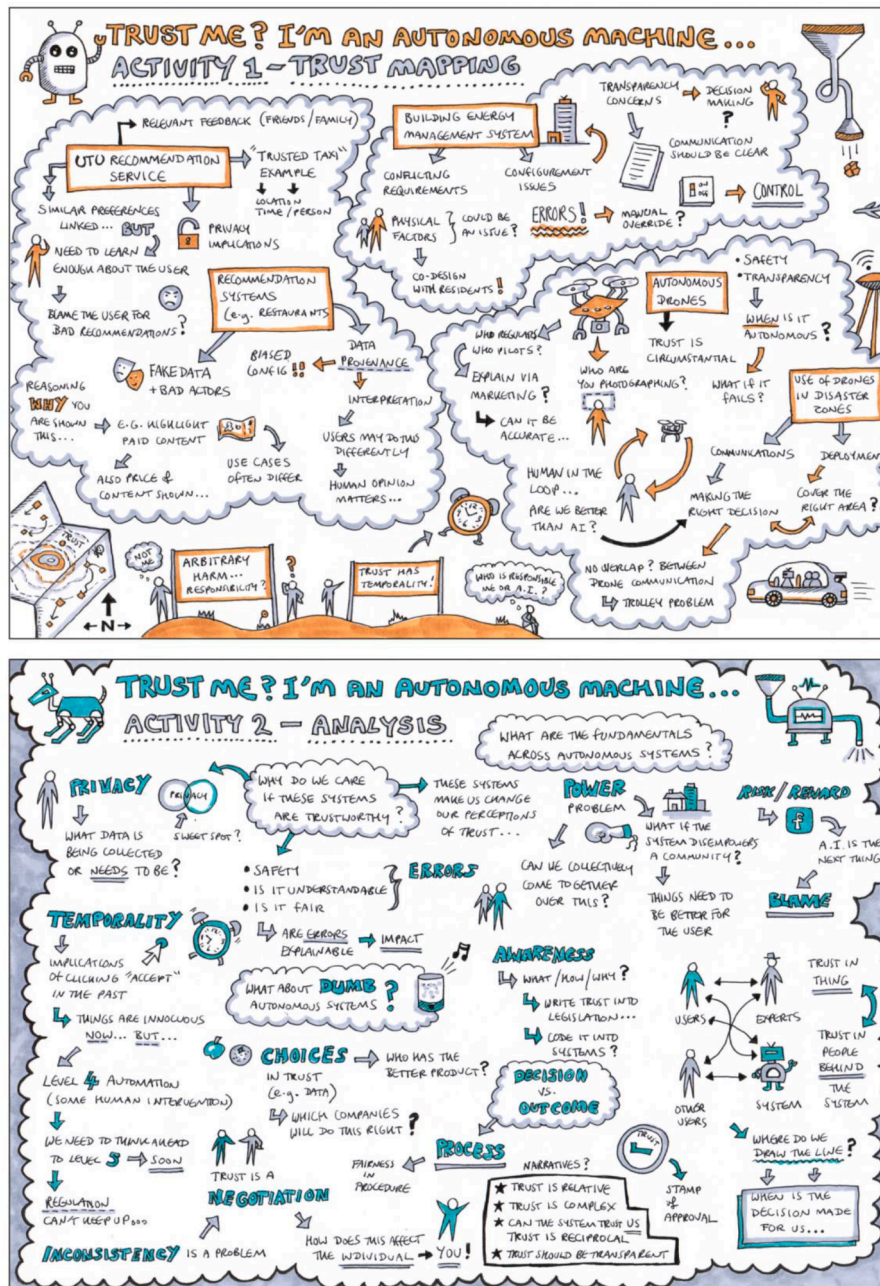 TRUST ME? I'M AN AUTONOMOUS MACHINE...
ACTIVITY 1 - TRUST MAPPING
RELEVANT FEEDBACK (FRIENDS/FAMILY)
UTU RECOMMENDATION
SERVICE
"TRUSTED TAXI"
EXAMPLE
LOCATION
TIME/PERSON
SIMILAR PREFERENCES
LINKED... BUT
PRIVACY
IMPLICATIONS
NEED TO LEARN
ENOUGH ABOUT THE USER
BLAME THE USER FOR
BAD RECOMMENDATIONS?
RECOMMENDATION
SYSTEMS
(e.g. RESTAURANTS
FAKE DATA
+ BAD ACTORS
BIASED
CONFIG!!
DATA
PROVENANCE
INTERPRETATION
USERS MAY DO THIS
DIFFERENTLY
HUMAN OPINION
MATTERS...
REASONING
WHY YOU
ARE SHOWN
THIS...
E.G. HIGHLIGHT
PAID CONTENT
ALSO PRICE of
CONTENT SHOWN...
USE CASES
OFTEN DIFFER
BUILDING ENERGY
MANAGEMENT SYSTEM
CONFLICTING
REQUIREMENTS
CONFIGUREMENT
ISSUES
PHYSICAL
FACTORS
COULD BE
AN ISSUE?
CO-DESIGN
WITH RESIDENTS!
ERRORS!
MANUAL
OVERRIDE?
TRANSPARENCY
CONCERNS
DECISION
MAKING
?
COMMUNICATION
SHOULD BE CLEAR
ON
OFF
CONTROL
AUTONOMOUS
DRONES
• SAFETY
• TRANSPARENCY
WHEN IS IT
AUTONOMOUS?
WHAT IF IT
FAILS?
TRUST IS
CIRCUMSTANTIAL
WHO REGULATES
WHO PILOTS?
EXPLAIN VIA
MARKETING?
CAN IT BE
ACCURATE...
WHO ARE
YOU PHOTOGRAPHING?
HUMAN IN THE
LOOP...
ARE WE BETTER
THAN AI?
USE OF DRONES
IN DISASTER
ZONES
COMMUNICATIONS
DEPLOYMENT
MAKING THE
RIGHT DECISION
COVER THE
RIGHT AREA?
NO OVERLAP? BETWEEN
DRONE COMMUNICATION
TROLLEY PROBLEM
TRUST
N
NOT
ME
ARBITRARY
HARM...
RESPONSIBILITY?
?
TRUST HAS
TEMPORALITY!
WHO IS RESPONSIBLE
ME OR A.I.?
TRUST ME? I'M AN AUTONOMOUS MACHINE...
ACTIVITY 2 - ANALYSIS
WHAT ARE THE FUNDAMENTALS
ACROSS AUTONOMOUS SYSTEMS?
PRIVACY
PRIVACY
SWEET SPOT?
WHAT DATA IS
BEING COLLECTED
OR NEEDS TO BE?
WHY DO WE CARE
IF THESE SYSTEMS
ARE TRUSTWORTHY?
THESE SYSTEMS
MAKE US CHANGE
OUR PERCEPTIONS
OF TRUST...
• SAFETY
• IS IT UNDERSTANDABLE
• IS IT FAIR
ERRORS
ARE ERRORS
EXPLAINABLE
IMPACT
POWER
PROBLEM
CAN WE COLLECTIVELY
COME TOGETHER
OVER THIS?
WHAT IF THE
SYSTEM DISEMPOWERS
A COMMUNITY?
THINGS NEED TO
BE BETTER FOR
THE USER
RISK/REWARD
f
A.I. IS THE
NEXT THING
BLAME
TEMPORALITY
IMPLICATIONS
OF CLICKING "ACCEPT"
IN THE PAST
THINGS ARE INNOCUOUS
NOW... BUT...
LEVEL 4 AUTOMATION
(SOME HUMAN INTERVENTION)
WE NEED TO THINK AHEAD
TO LEVEL 5 SOON
REGULATION
CAN'T KEEP UP...
INCONSISTENCY IS A PROBLEM
WHAT ABOUT DUMB
AUTONOMOUS SYSTEMS?
CHOICES
IN TRUST
(e.g. DATA)
WHO HAS THE
BETTER PRODUCT?
WHICH COMPANIES
WILL DO THIS RIGHT?
TRUST IS A
NEGOTIATION
HOW DOES THIS AFFECT
THE INDIVIDUAL YOU!
AWARENESS
WHAT/HOW/WHY?
WRITE TRUST INTO
LEGISLATION...
CODE IT INTO
SYSTEMS?
DECISION
VS.
OUTCOME
PROCESS
FAIRNESS
IN
PROCEDURE
NARRATIVES?
★ TRUST IS RELATIVE
★ TRUST IS COMPLEX
★ CAN THE SYSTEM TRUST US
TRUST IS RECIPROCAL
★ TRUST SHOULD BE TRANSPARENT
TRUST
STAMP
of
APPROVAL
USERS
EXPERTS
OTHER
USERS
SYSTEM
TRUST IN
THING
TRUST IN
PEOPLE
BEHIND
THE
SYSTEM
WHERE DO WE
DRAW THE LINE?
WHEN IS THE
DECISION MADE
FOR US...